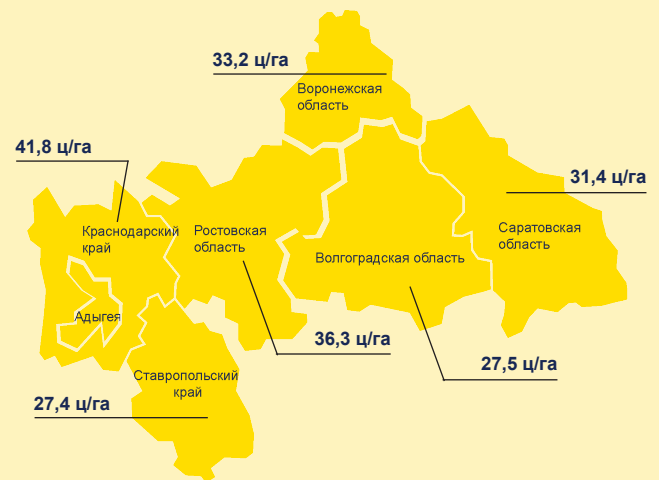 33,2 ц/га
Воронежская
область
41,8 ц/га
31,4 ц/га
Краснодарский
край
Ростовская
область
Саратовская
область
Волгоградская область
Адыгея
36,3 ц/га
27,5 ц/га
Ставропольский
край
27,4 ц/га